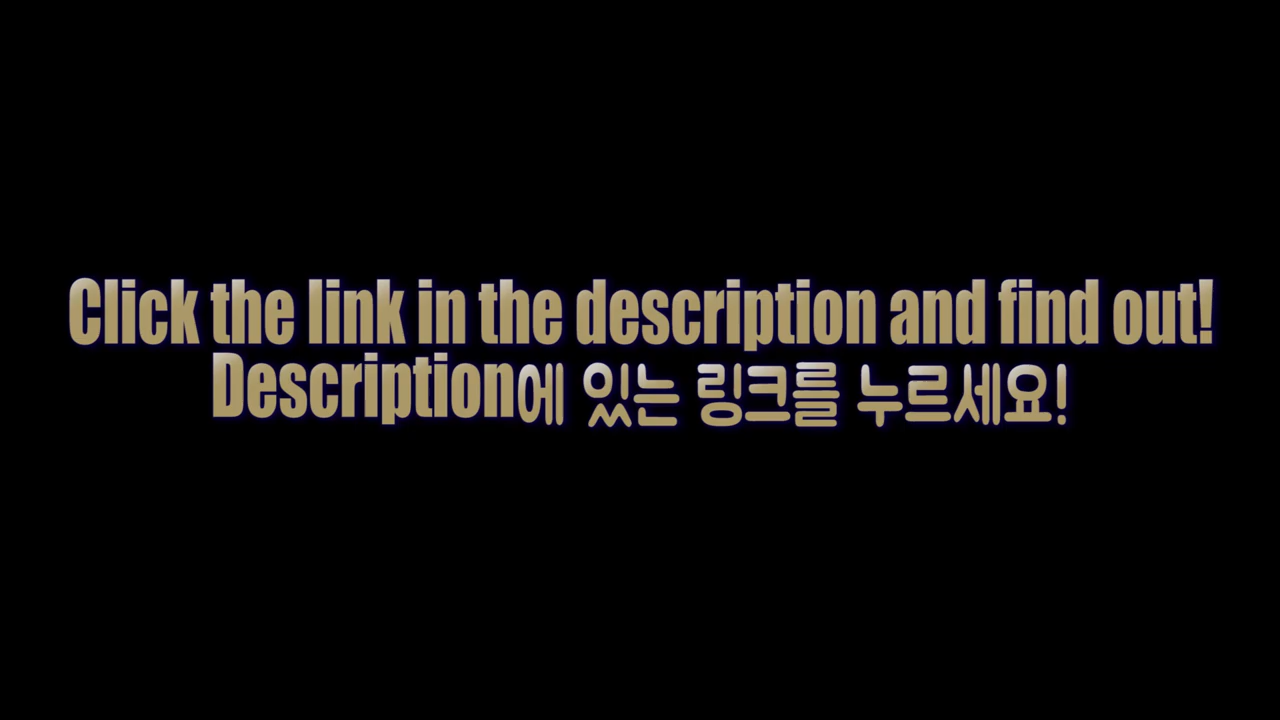 Click the link in the description and find out!
Description에 있는 링크를 누르세요!